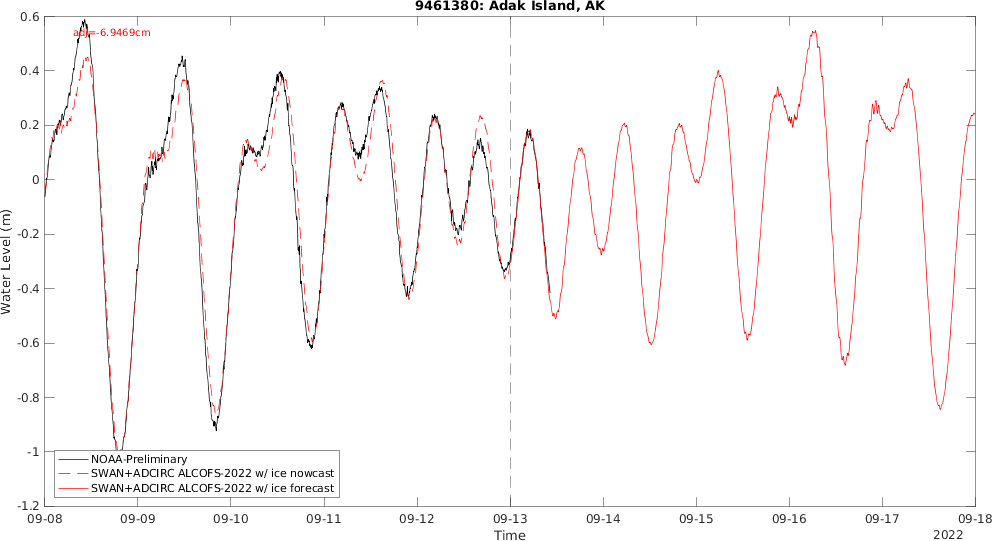 9461380: Adak Island, AK
adj=-6.9469cm
0.6
0.4
0.2
0
-0.2
-0.4
-0.6
-0.8
-1
-1.2
Water Level (m)
NOAA-Preliminary
SWAN+ADCIRC ALCOFS-2022 w/ ice nowcast
SWAN+ADCIRC ALCOFS-2022 w/ ice forecast
09-08 09-09 09-10 09-11 09-12 09-13 09-14 09-15 09-16 09-17 09-18
Time
2022